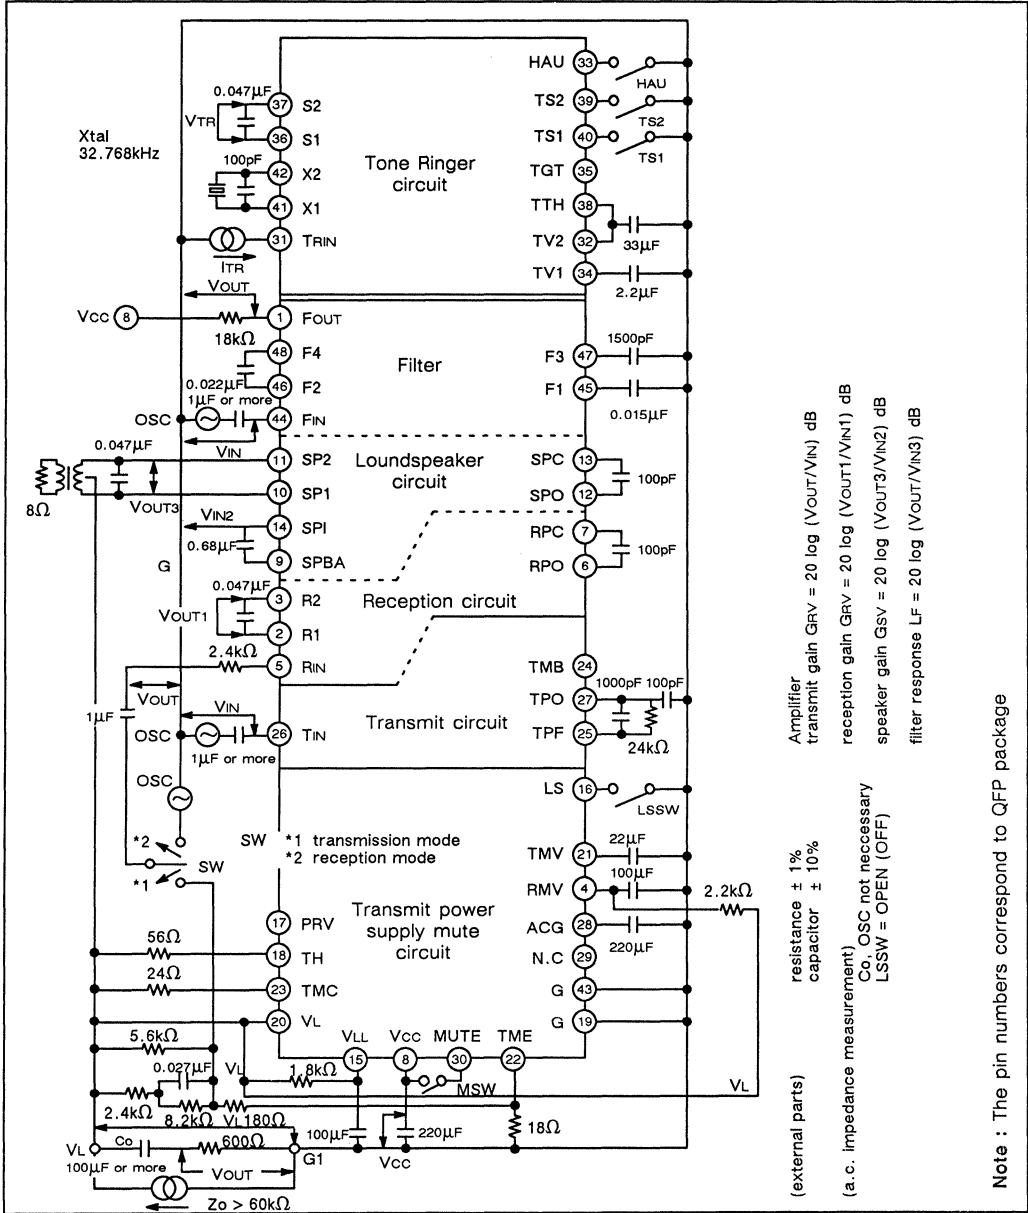 HAU 33
HAU
0.047μF
37 S2
TS2 39
TS2
VTR
Xtal
32.768kHz
36 S1
TS1 40
TS1
100pF
42 X2
Tone Ringer
circuit
TGT 35
41 X1
TTH 38
33μF
31 TRIN
ITR
TV2 32
TV1 34
2.2μF
VOUT
VCC 8
18kΩ
1 FOUT
48 F4
Filter
F3 47
1500pF
0.022μF
46 F2
F1 45
0.015μF
1μF or more
OSC
44 FIN
VIN
0.047μF
8Ω
VOUT3
11 SP2
Loundspeaker
circuit
SPC 13
100pF
10 SP1
SPO 12
VIN2
14 SPI
RPC 7
100pF
0.68μF
9 SPBA
RPO 6
G
0.047μF
3 R2
Reception circuit
VOUT1
2 R1
2.4kΩ
5 RIN
TMB 24
VOUT
1μF
VIN
1000pF 100pF
TPO 27
OSC
26 TIN
Transmit circuit
TPF 25
24kΩ
1μF or more
OSC
LS 16
LSSW
*2
SW
*1
SW *1 transmission mode
*2 reception mode
TMV 21
22μF
RMV 4
100μF
2.2kΩ
17 PRV
Transmit power
supply mute
circuit
ACG 28
220μF
56Ω
18 TH
N.C 29
24Ω
23 TMC
G 43
20 VL
G 19
5.6kΩ
VLL VCC MUTE TME
15 8 30 22
0.027μF
VL
1.8kΩ
MSW
VL
2.4kΩ
8.2kΩ
VL 180Ω
100μF
220μF
18Ω
VL
Co
600Ω
G1
VCC
100μF or more
VOUT
Zo > 60kΩ
Amplifier
transmit gain GRV = 20 log (VOUT/VIN) dB
reception gain GRV = 20 log (VOUT1/VIN1) dB
speaker gain GSV = 20 log (VOUT3/VIN2) dB
filter response LF = 20 log (VOUT/VIN3) dB
(external parts) resistance ± 1%
capacitor ± 10%
(a.c. impedance measurement)
Co, OSC not neccessary
LSSW = OPEN (OFF)
Note : The pin numbers correspond to QFP package